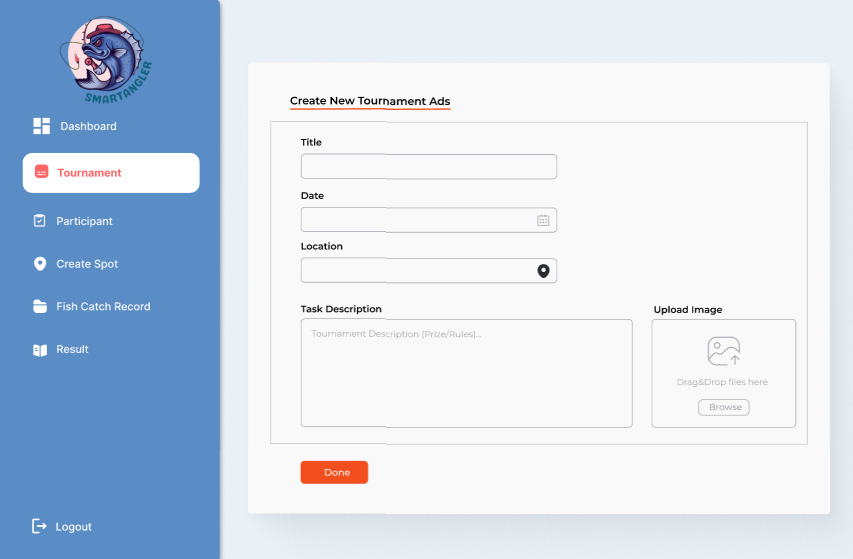 SMARTANGLER
Dashboard
Tournament
Participant
Create Spot
Fish Catch Record
Result
Logout
Create New Tournament Ads
Title
Date
Location
Task Description
Tournament Description (Prize/Rules)...
Upload Image
Drag&Drop files here
Browse
Done